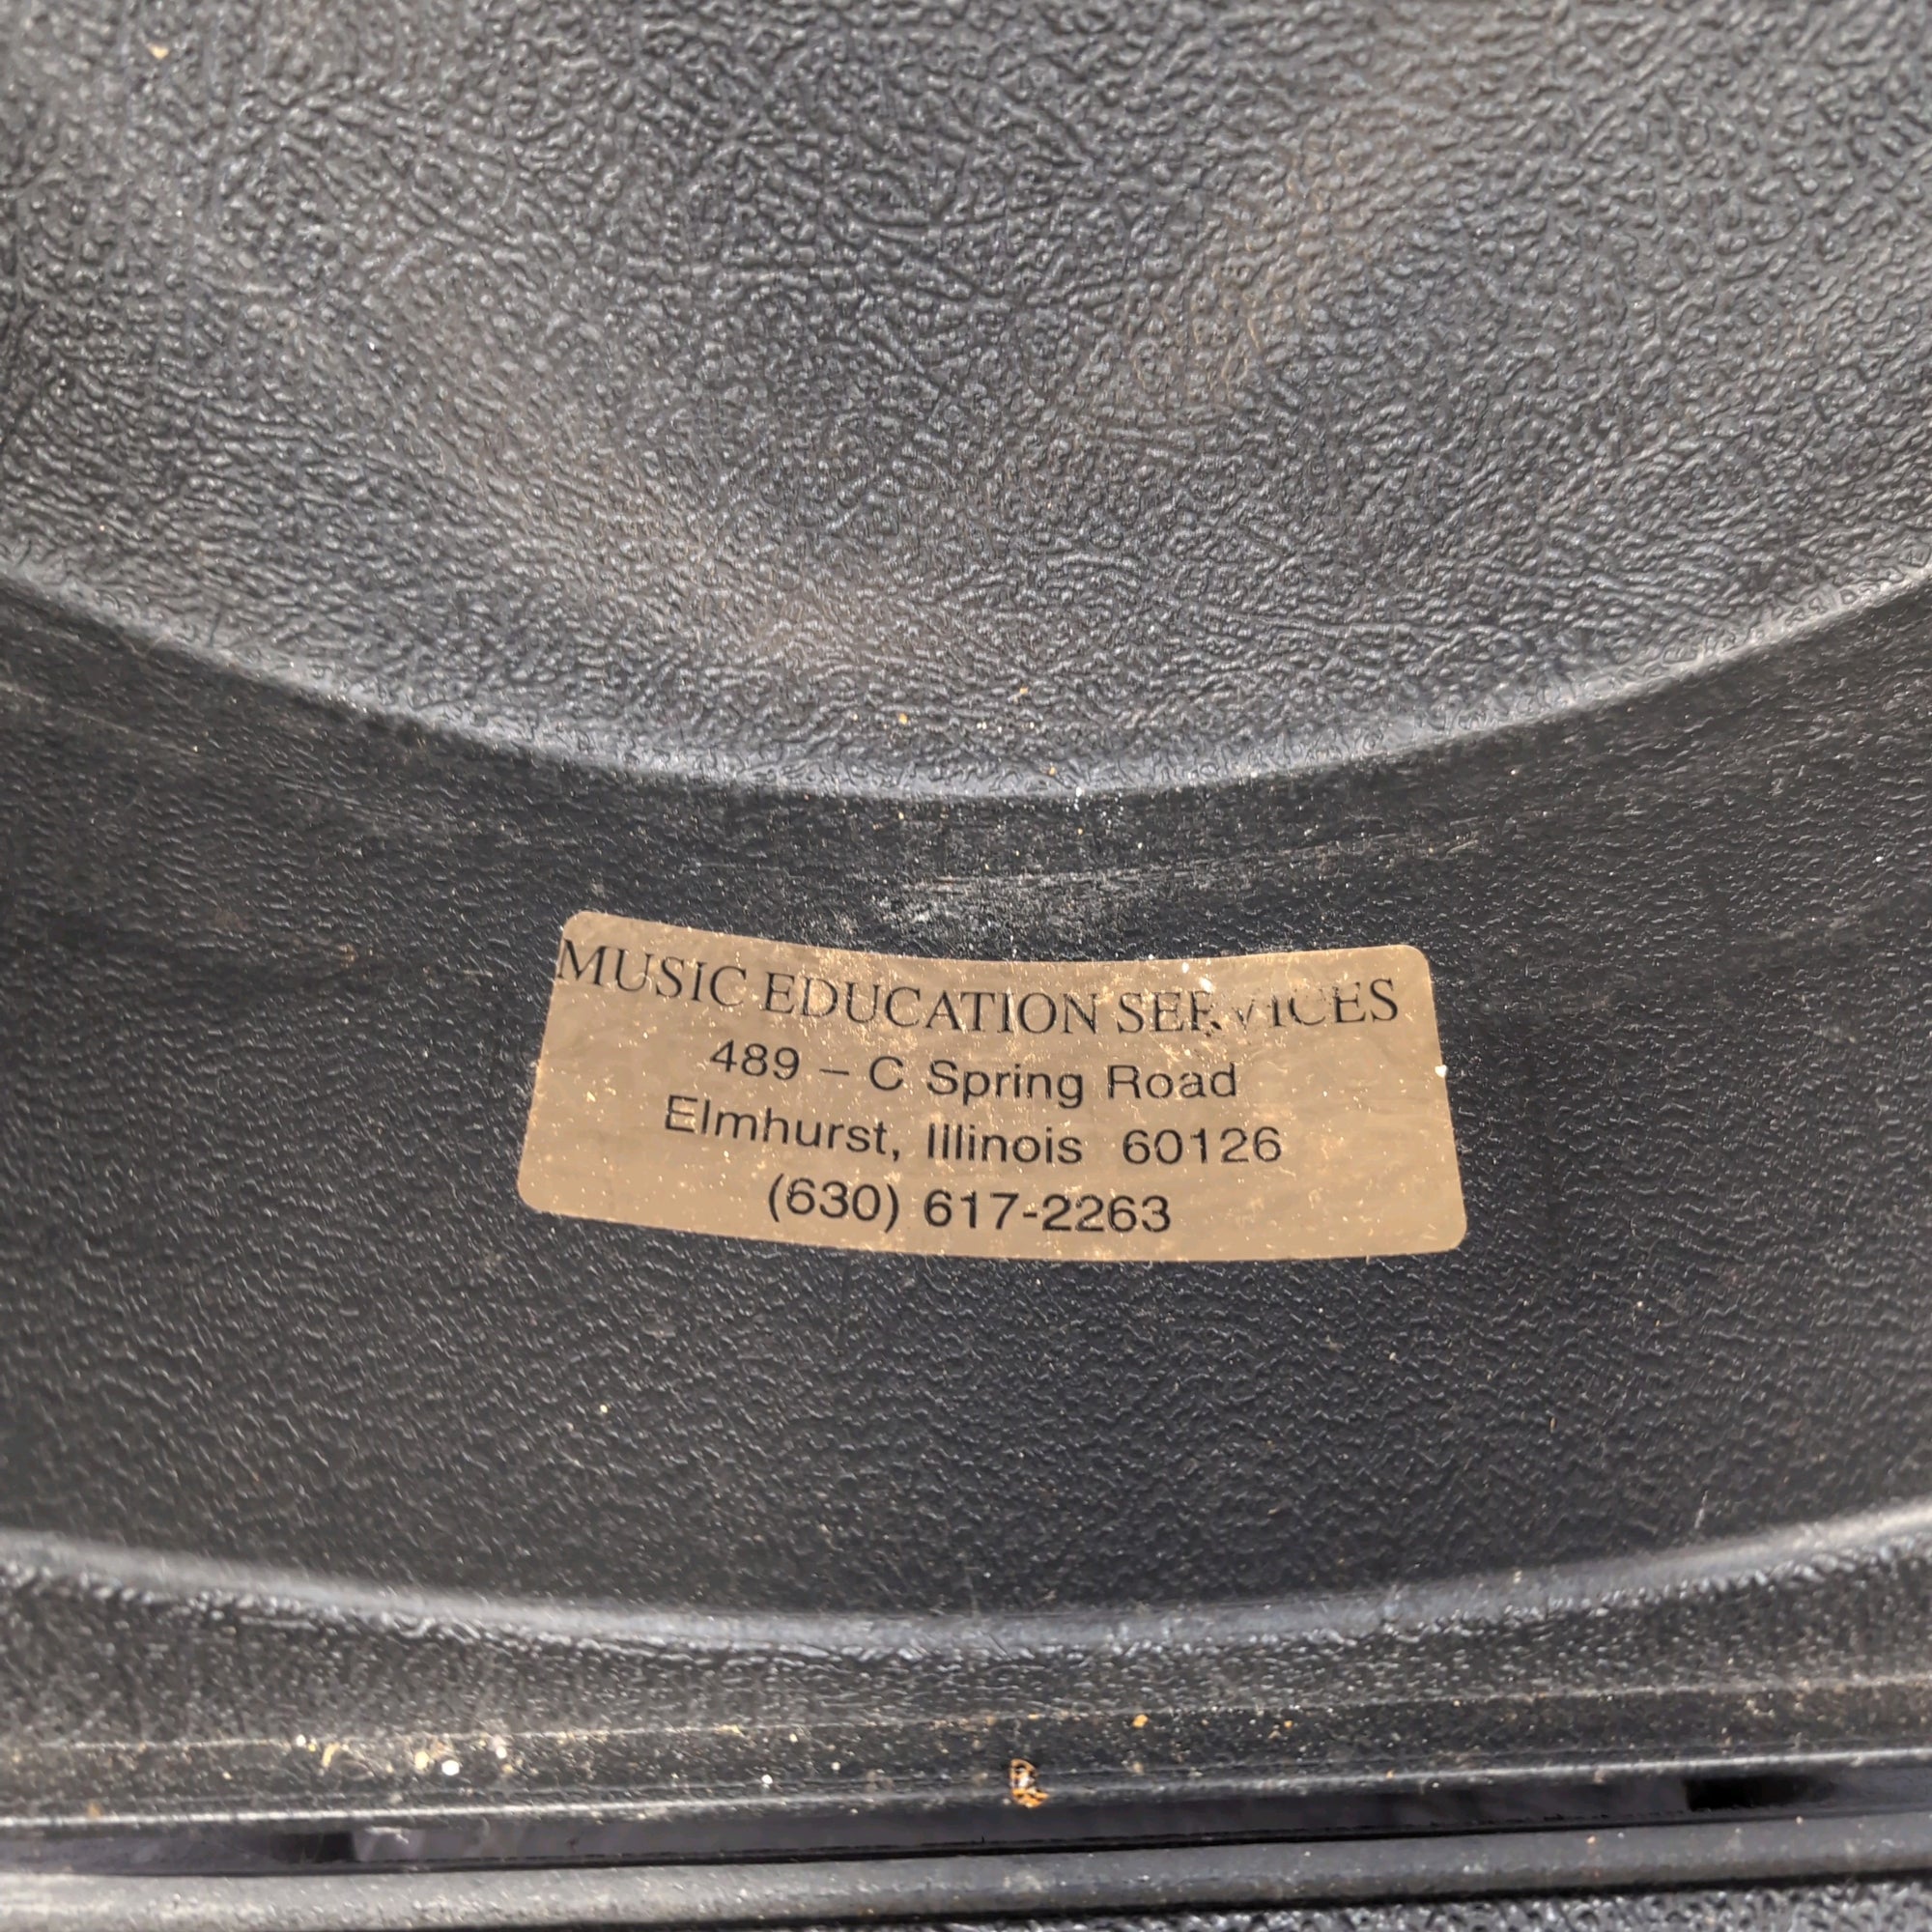 MUSIC EDUCATION SERVICES
489 – C Spring Road
Elmhurst, Illinois 60126
(630) 617-2263